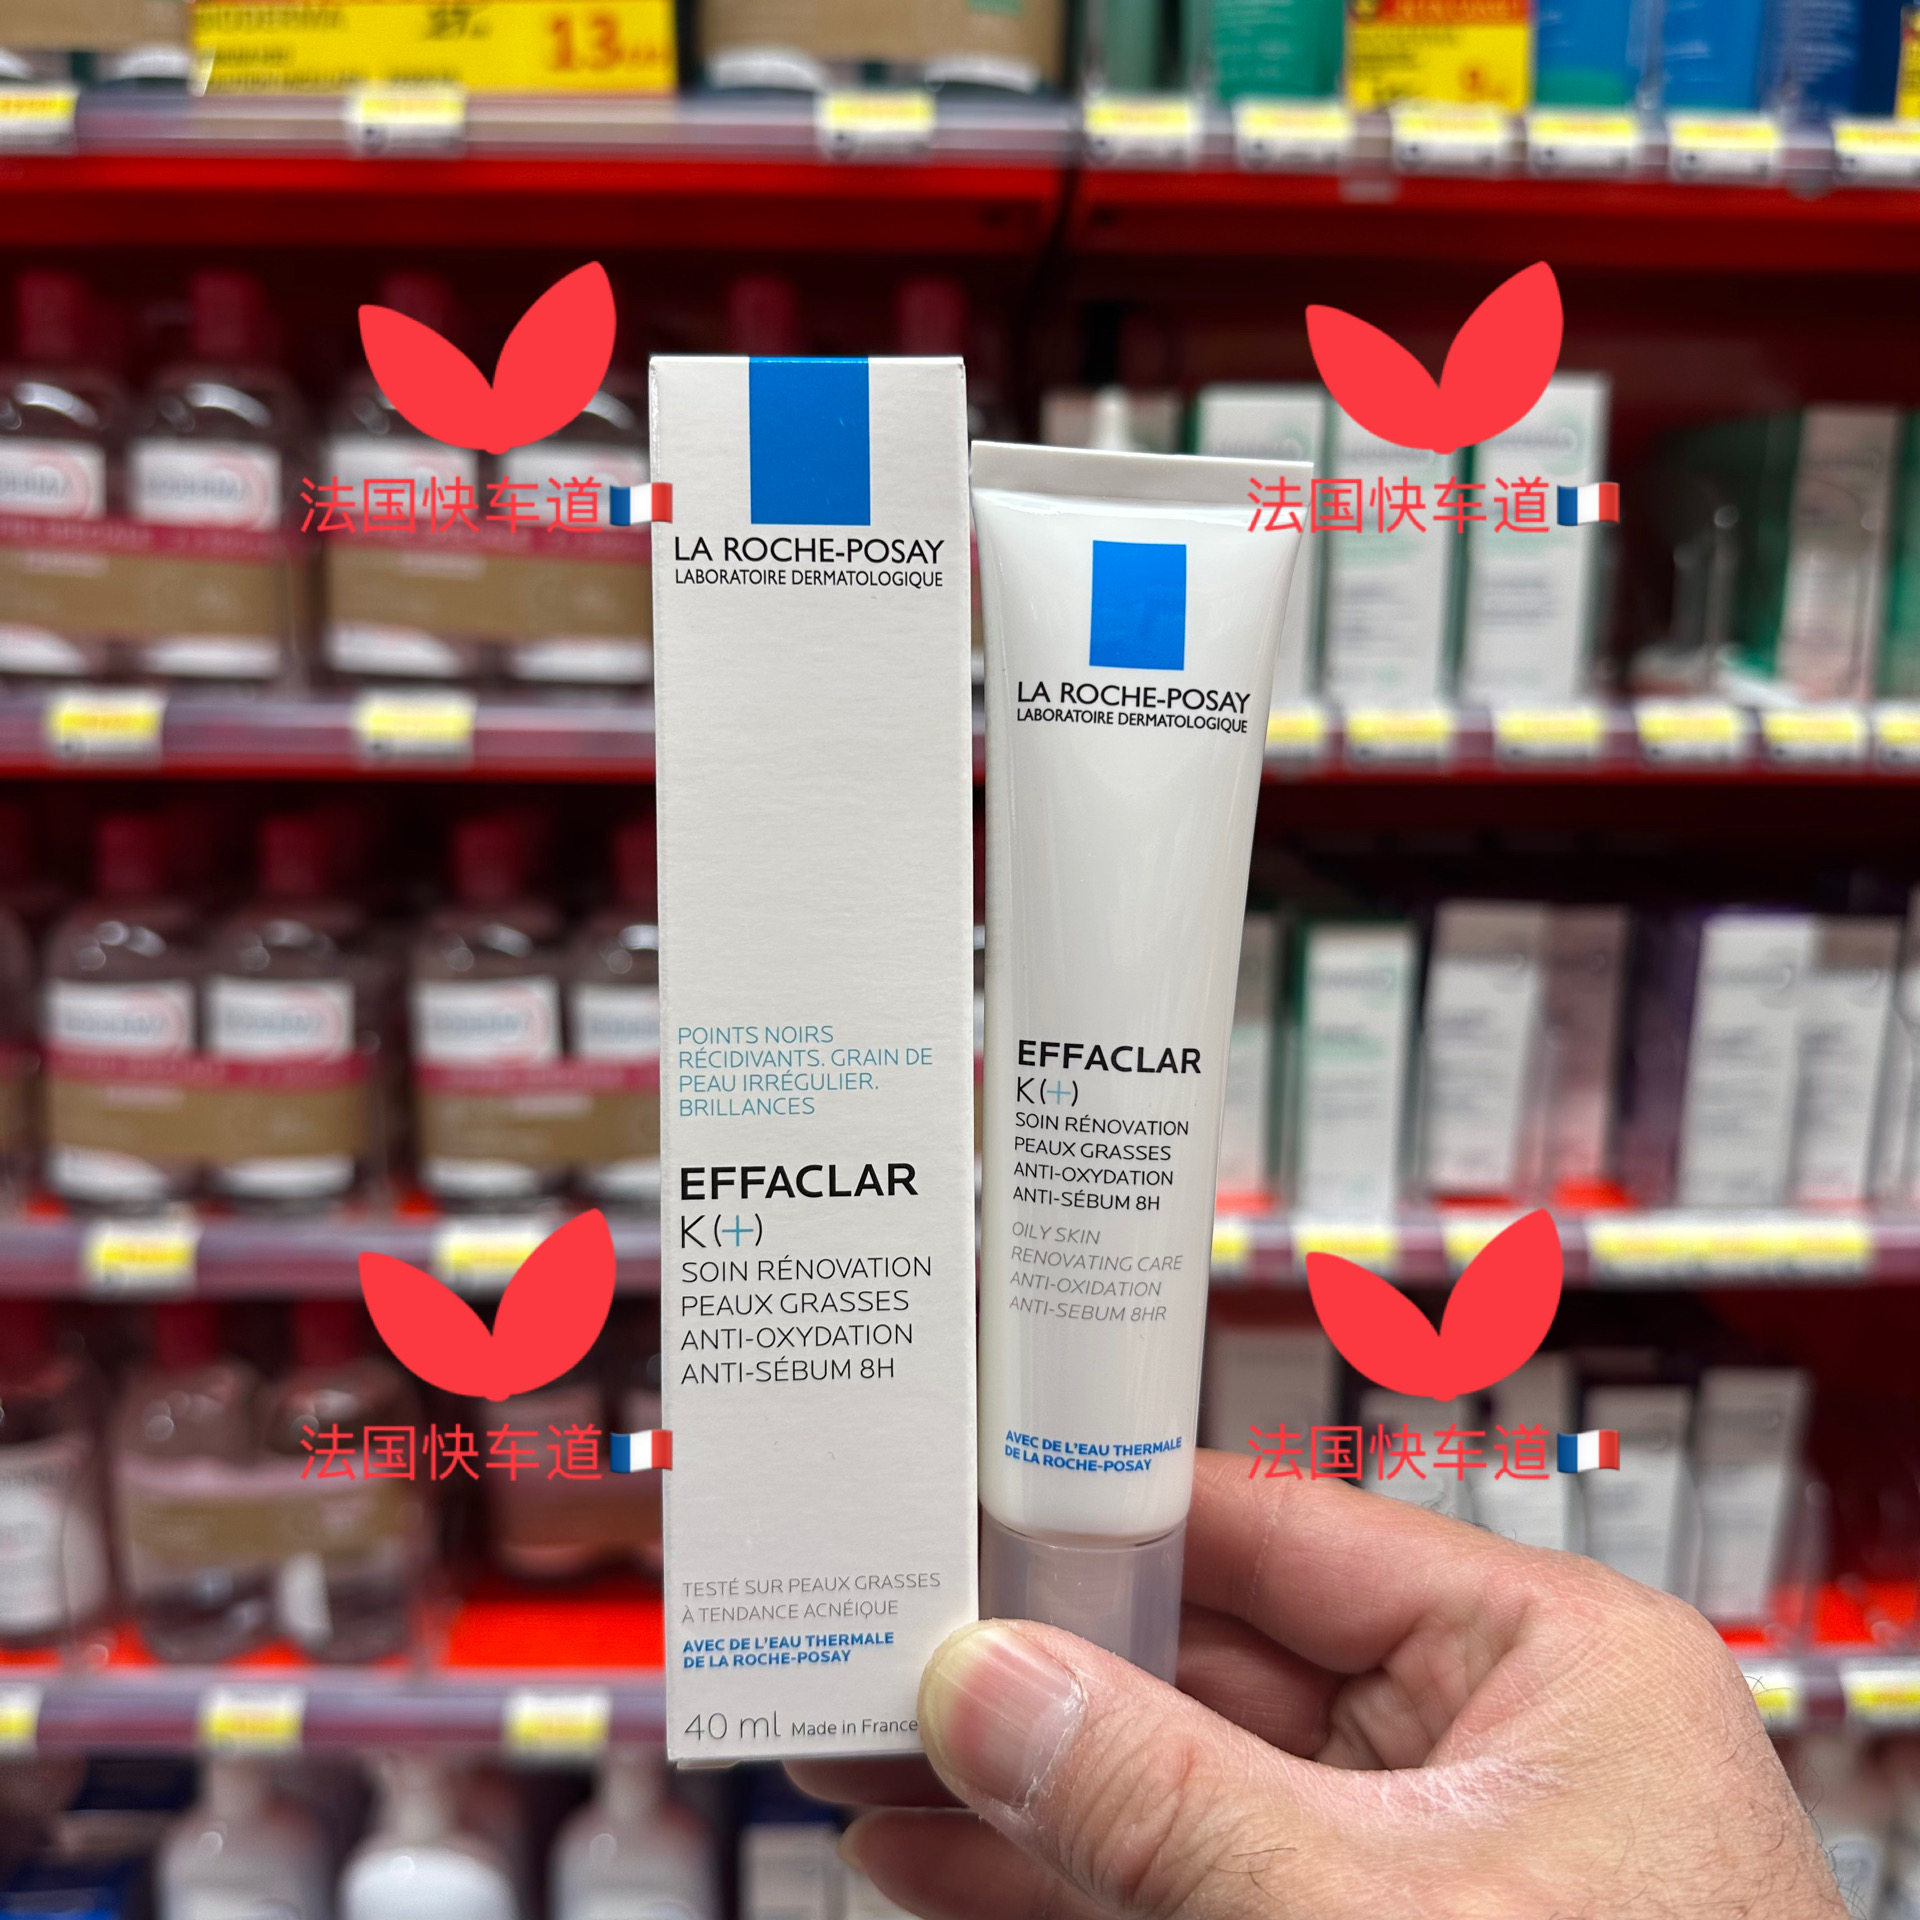 13
法国快车道🇫🇷
法国快车道🇫🇷
LA ROCHE-POSAY
LABORATOIRE DERMATOLOGIQUE
POINTS NOIRS
RÉCIDIVANTS. GRAIN DE
PEAU IRRÉGULIER.
BRILLANCES
EFFACLAR
K(+)
SOIN RÉNOVATION
PEAUX GRASSES
ANTI-OXYDATION
ANTI-SÉBUM 8H
TESTÉ SUR PEAUX GRASSES
À TENDANCE ACNÉIQUE
AVEC DE L'EAU THERMALE
DE LA ROCHE-POSAY
40 ml Made in France
LA ROCHE-POSAY
LABORATOIRE DERMATOLOGIQUE
EFFACLAR
K(+)
SOIN RÉNOVATION
PEAUX GRASSES
ANTI-OXYDATION
ANTI-SÉBUM 8H
OILY SKIN
RENOVATING CARE
ANTI-OXIDATION
ANTI-SEBUM 8HR
AVEC DE L'EAU THERMALE
DE LA ROCHE-POSAY
法国快车道🇫🇷
法国快车道🇫🇷